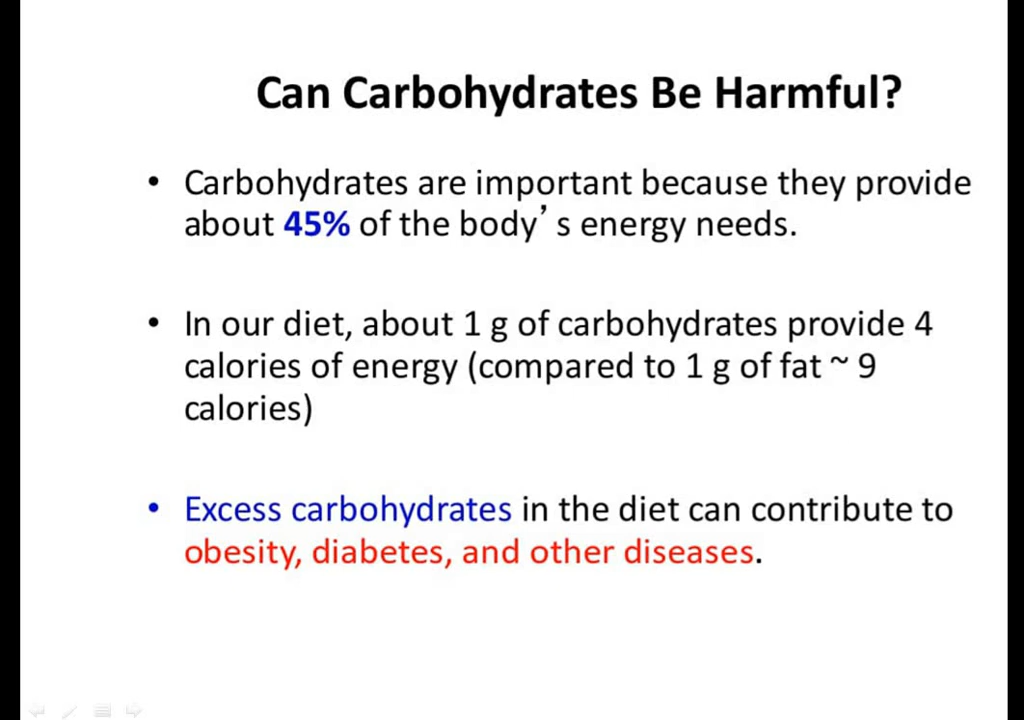 Can Carbohydrates Be Harmful?
• Carbohydrates are important because they provide
about 45% of the body’s energy needs.
• In our diet, about 1 g of carbohydrates provide 4
calories of energy (compared to 1 g of fat ~ 9
calories)
• Excess carbohydrates in the diet can contribute to
obesity, diabetes, and other diseases.